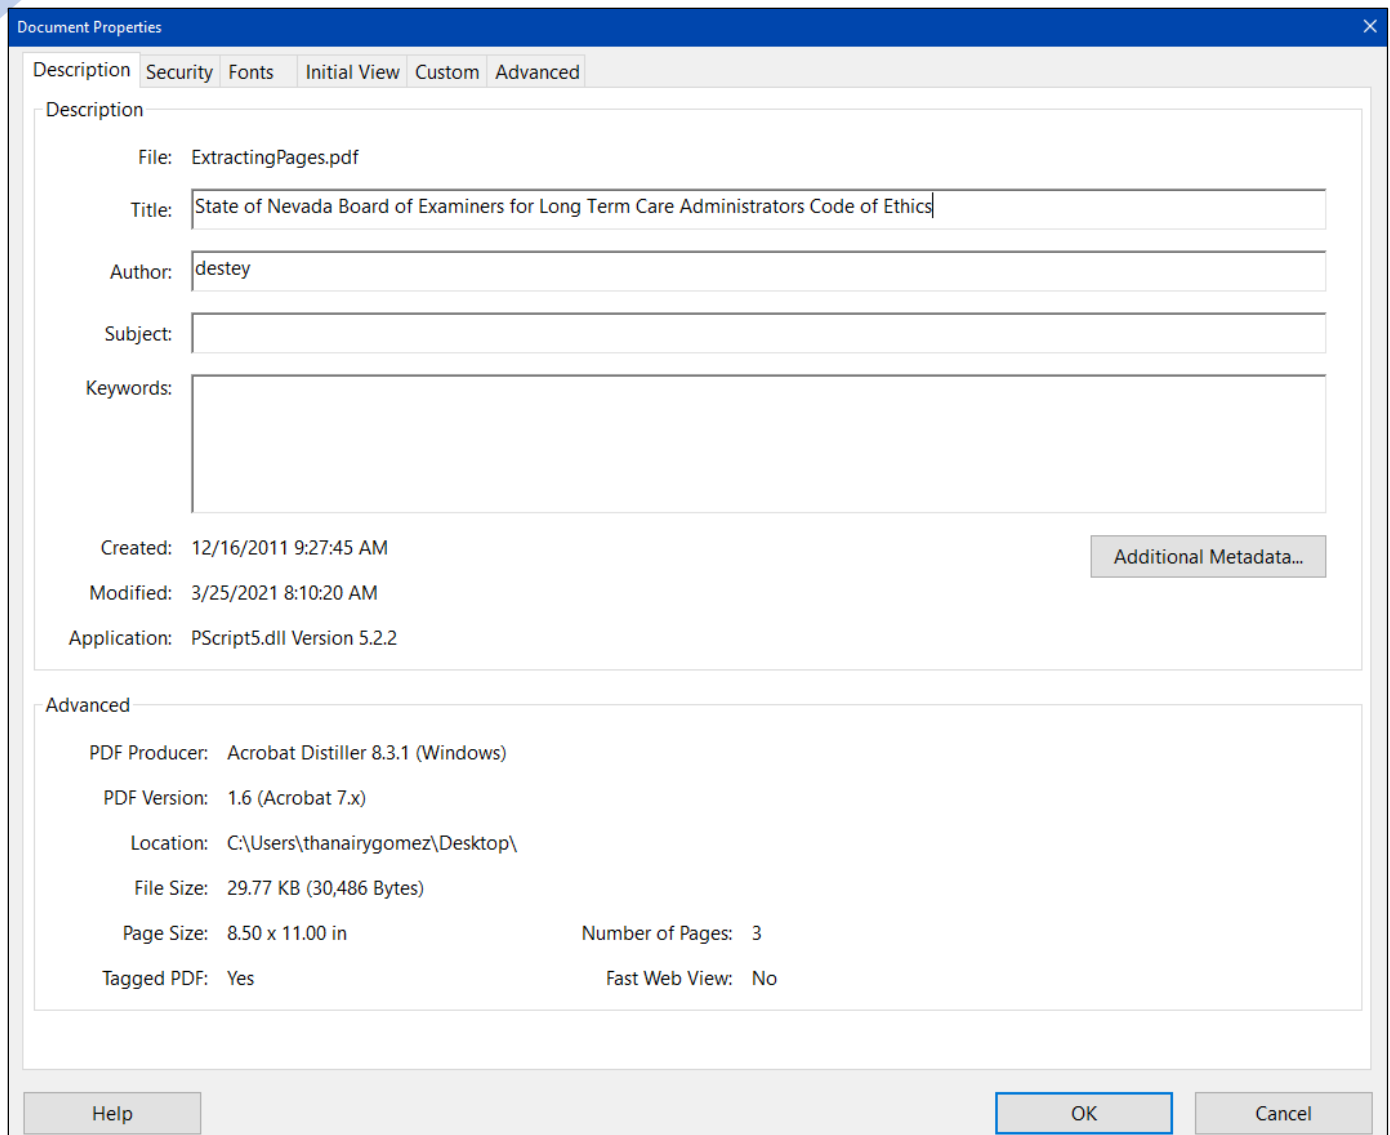 Document Properties
Description Security Fonts Initial View Custom Advanced
Description
File: ExtractingPages.pdf
Title: State of Nevada Board of Examiners for Long Term Care Administrators Code of Ethics
Author: destey
Subject:
Keywords:
Created: 12/16/2011 9:27:45 AM
Additional Metadata...
Modified: 3/25/2021 8:10:20 AM
Application: PScript5.dll Version 5.2.2
Advanced
PDF Producer: Acrobat Distiller 8.3.1 (Windows)
PDF Version: 1.6 (Acrobat 7.x)
Location: C:\Users\thanairygomez\Desktop\
File Size: 29.77 KB (30,486 Bytes)
Page Size: 8.50 x 11.00 in Number of Pages: 3
Tagged PDF: Yes Fast Web View: No
Help OK Cancel